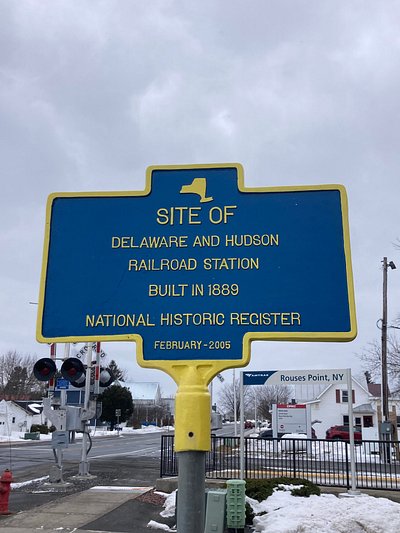 SITE OF
DELAWARE AND HUDSON
RAILROAD STATION
BUILT IN 1889
NATIONAL HISTORIC REGISTER
FEBRUARY - 2005
AMTRAK
Rouses Point, NY